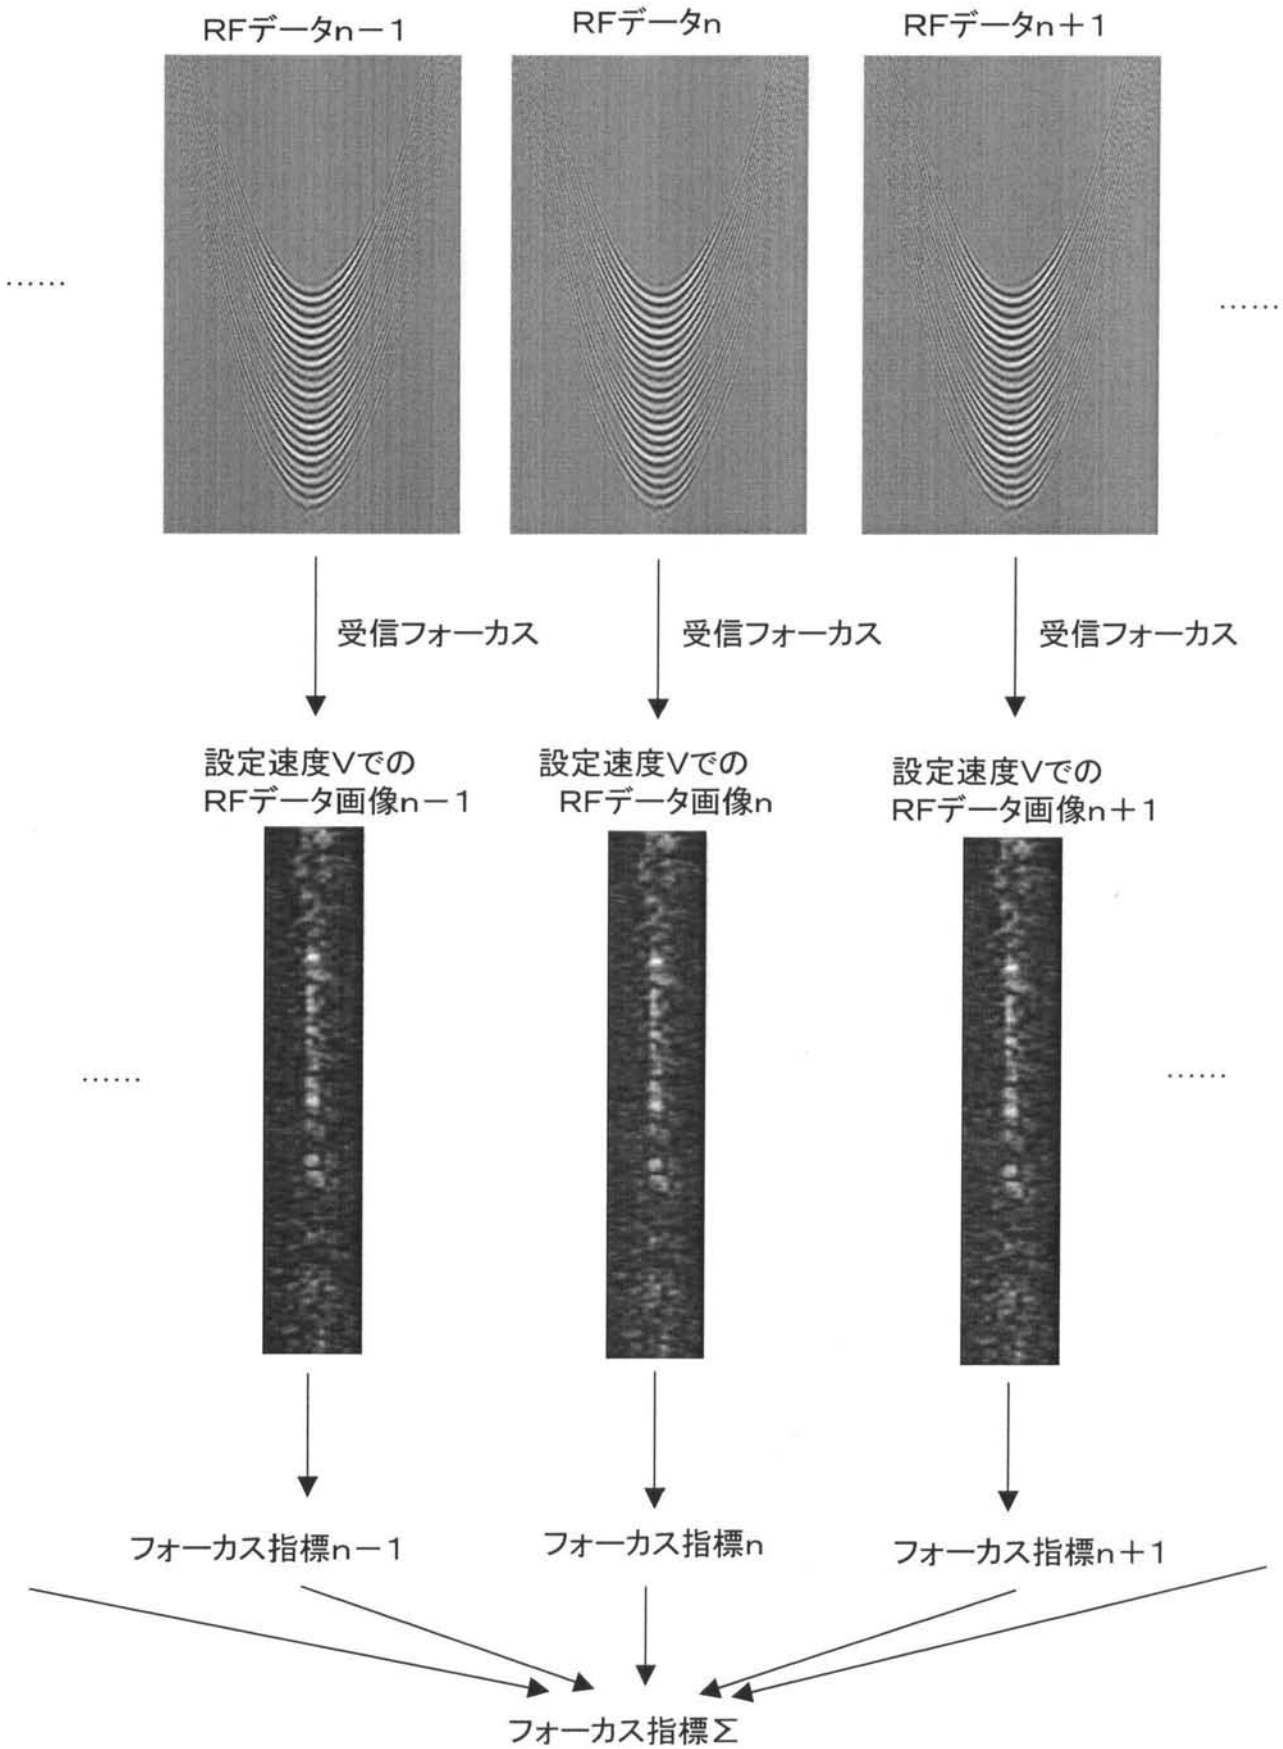 RFデータn−1
RFデータn
RFデータn+1
……
……
受信フォーカス
受信フォーカス
受信フォーカス
設定速度Vでの
RFデータ画像n−1
設定速度Vでの
RFデータ画像n
設定速度Vでの
RFデータ画像n+1
……
……
フォーカス指標n−1
フォーカス指標n
フォーカス指標n+1
フォーカス指標Σ